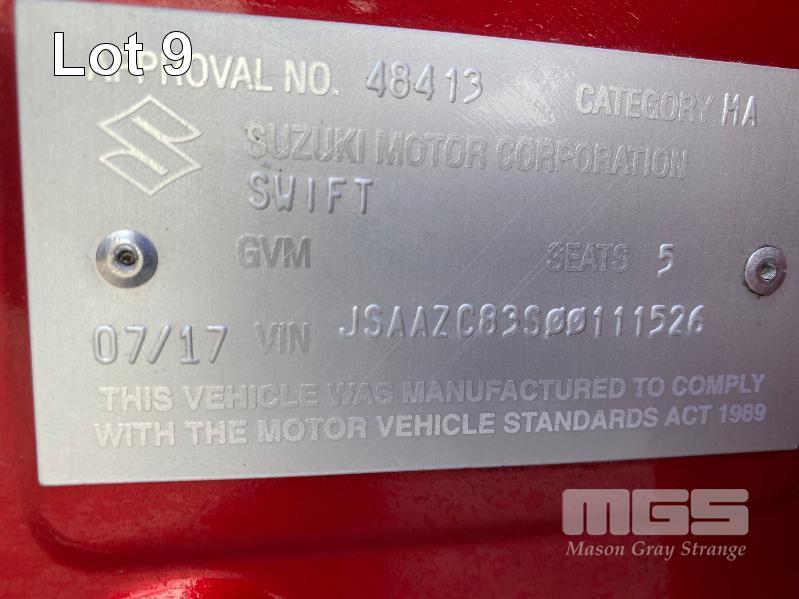 Lot 9
APPROVAL NO. 48413 CATEGORY MA
SUZUKI MOTOR CORPORATION
SWIFT
GVM SEATS 5
07/17 VIN JSAAZC83S00111526
THIS VEHICLE WAS MANUFACTURED TO COMPLY
WITH THE MOTOR VEHICLE STANDARDS ACT 1989
MGS
Mason Gray Strange